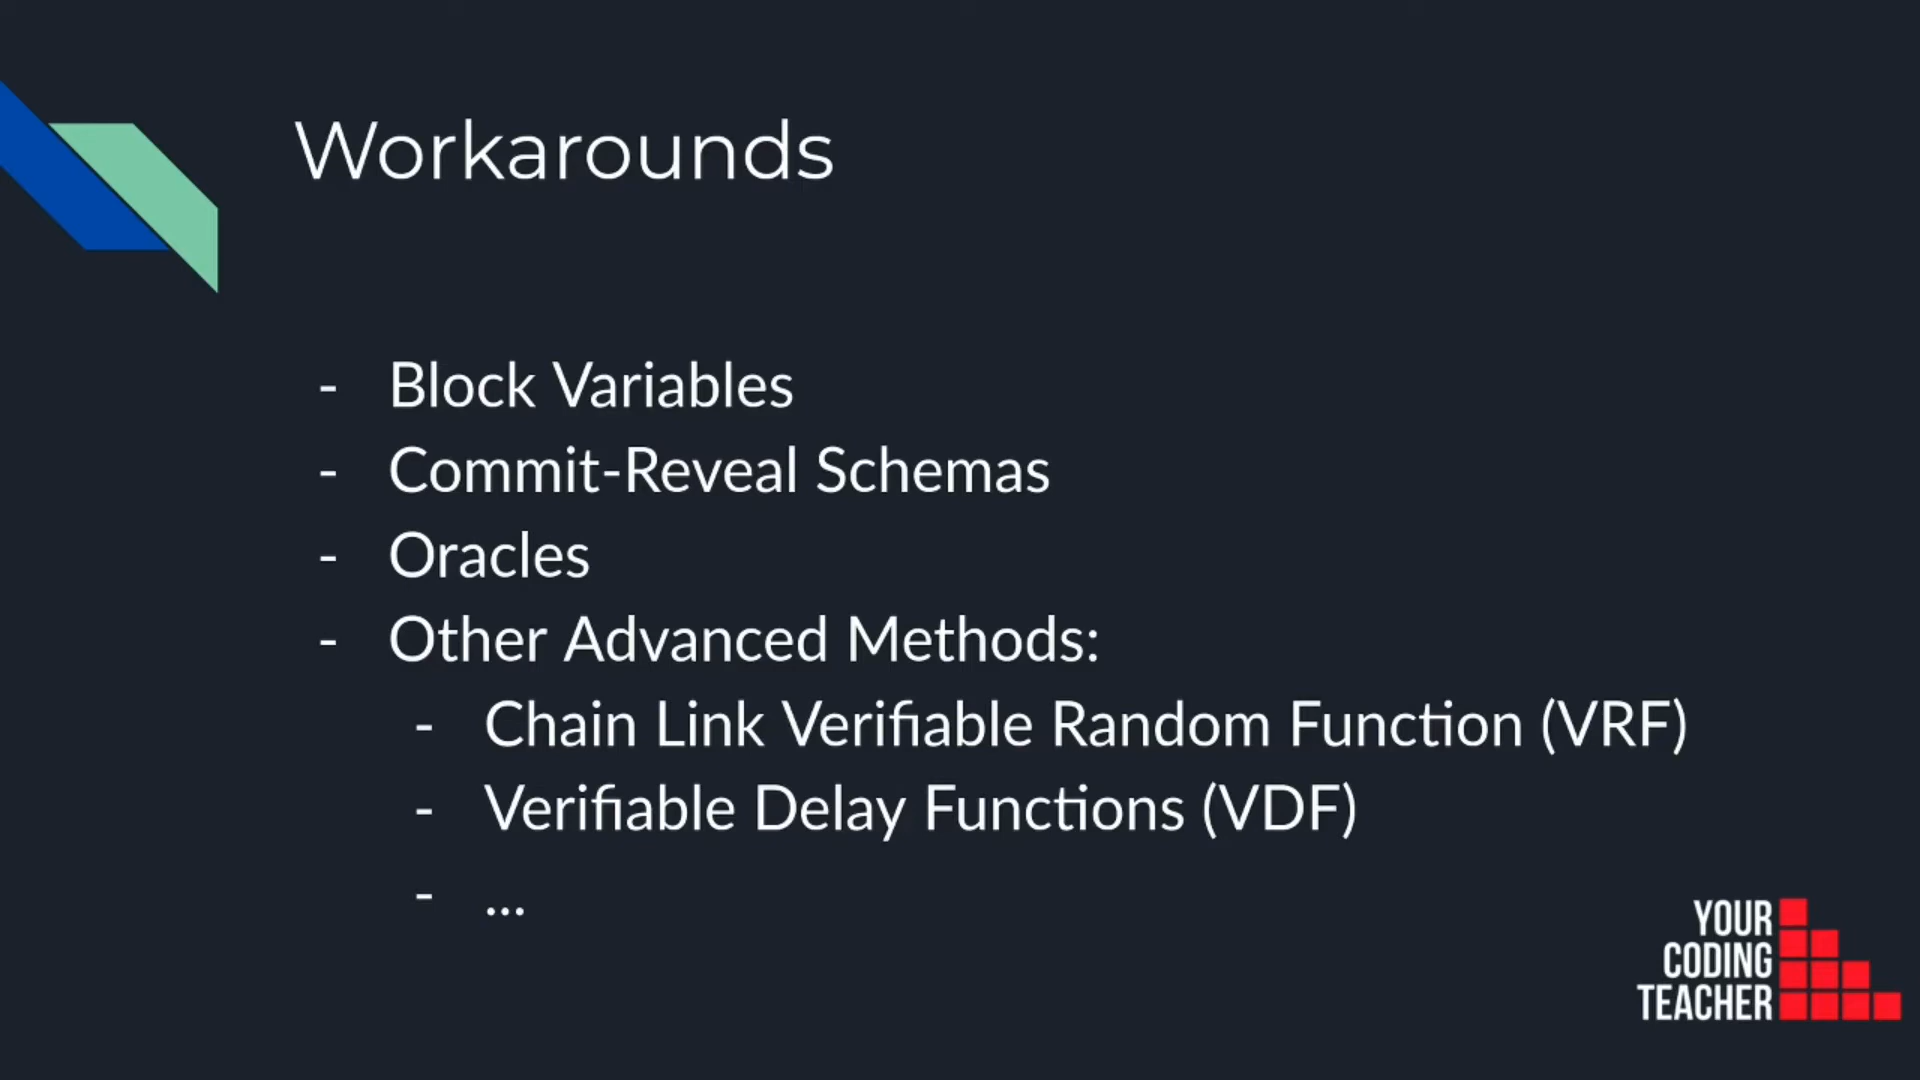 Workarounds
- Block Variables
- Commit-Reveal Schemas
- Oracles
- Other Advanced Methods:
- Chain Link Verifiable Random Function (VRF)
- Verifiable Delay Functions (VDF)
- ...
YOUR
CODING
TEACHER